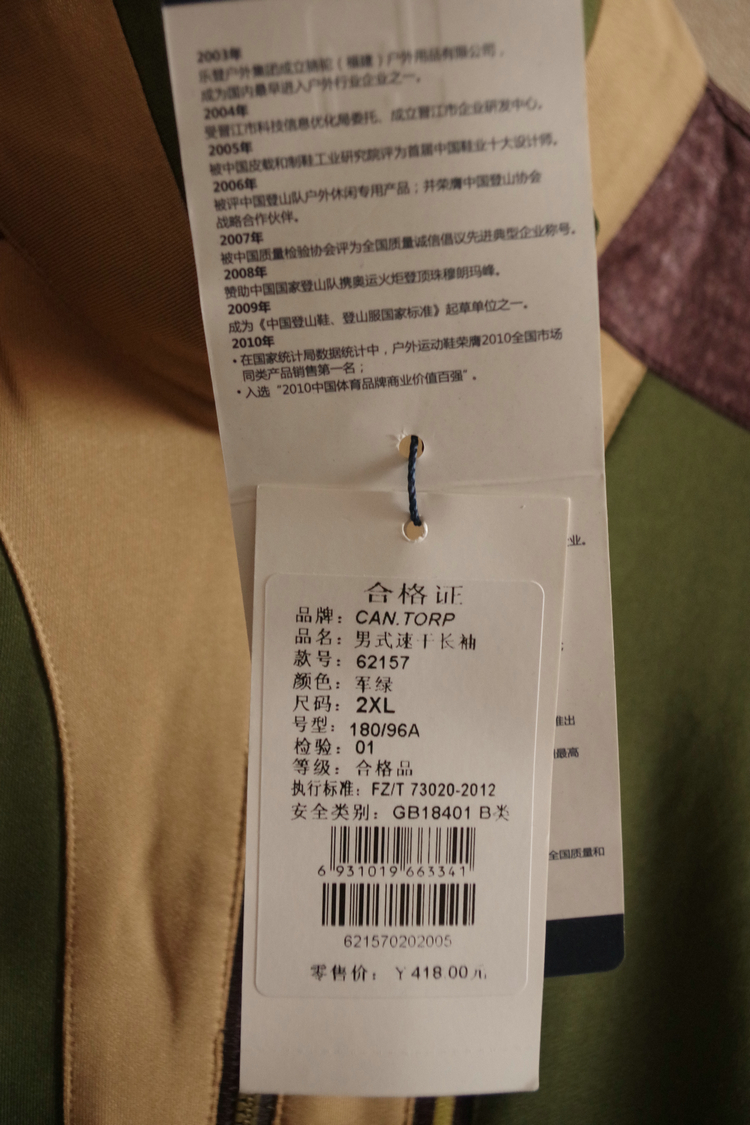 2003年
乐登户外集团成立骆驼（福建）户外用品有限公司，
成为国内最早进入户外行业企业之一。
2004年
受晋江市科技信息优化局委托、成立晋江市企业研发中心。
2005年
被中国皮载和制鞋工业研究院评为首届中国鞋业十大设计师。
2006年
被评中国登山队户外休闲专用产品；并荣膺中国登山协会
战略合作伙伴。
2007年
被中国质量检验协会评为全国质量诚信倡议先进典型企业称号。
2008年
赞助中国国家登山队携奥运火炬登顶珠穆朗玛峰。
2009年
成为《中国登山鞋、登山服国家标准》起草单位之一。
2010年
·在国家统计局数据统计中，户外运动鞋荣膺2010全国市场
同类产品销售第一名；
·入选“2010中国体育品牌商业价值百强”。
业。
推出
最高
全国质量和
合格证
品牌：CAN.TORP
品名：男式速干长袖
款号：62157
颜色：军绿
尺码：2XL
号型：180/96A
检验：01
等级：合格品
执行标准：FZ/T 73020-2012
安全类别：GB18401 B类
6 931019 663341
621570202005
零售价：￥418.00元